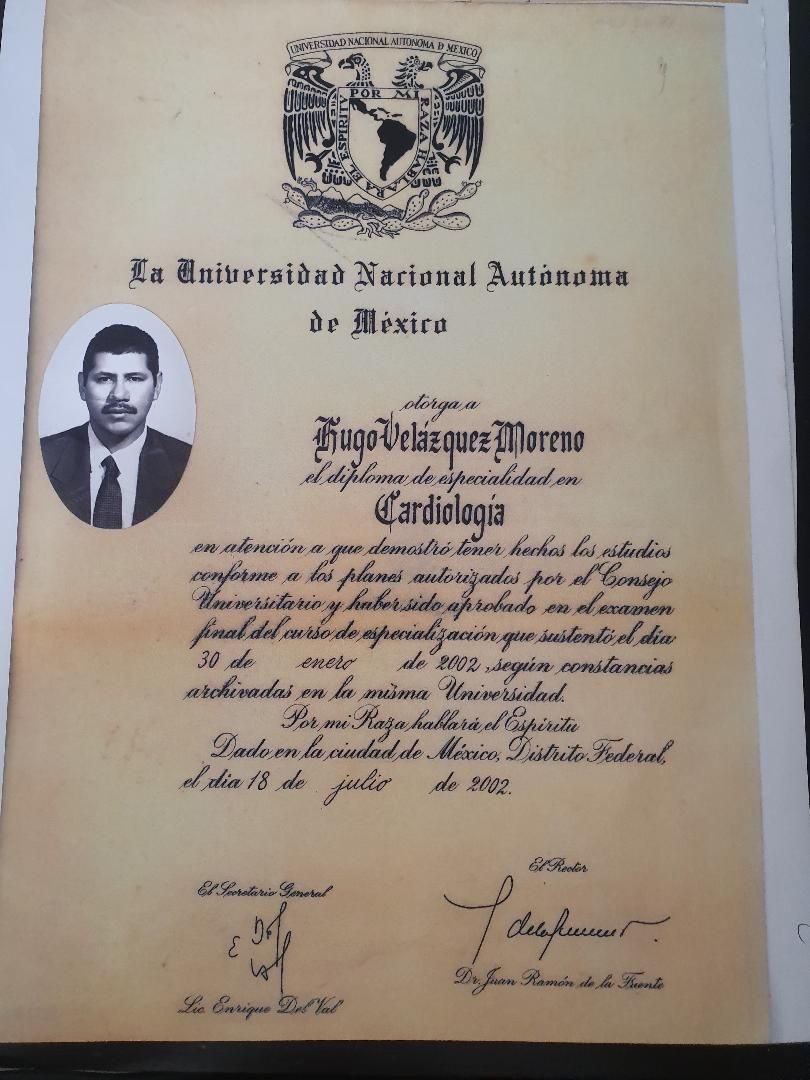 UNIVERSIDAD NACIONAL AUTONOMA D MEXICO
POR MI RAZA HABLARA EL ESPIRITU
La Universidad Nacional Autónoma
de México
otorga a
Hugo Velázquez Moreno
el diploma de especialidad en
Cardiología
en atención a que demostró tener hechos los estudios
conforme a los planes autorizados por el Consejo
Universitario y haber sido aprobado en el examen
final del curso de especialización que sustentó el día
30 de enero de 2002, según constancias
archivadas en la misma Universidad.
Por mi Raza hablará el Espíritu
Dado en la ciudad de México, Distrito Federal,
el día 18 de julio de 2002.
El Rector
El Secretario General
Dr. Juan Ramón de la Fuente
Lic. Enrique Del Val